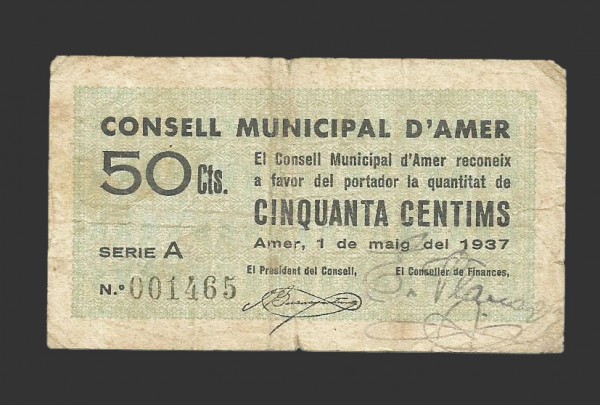 CONSELL MUNICIPAL D'AMER
50 Cts.
El Consell Municipal d'Amer reconeix
a favor del portador la quantitat de
CINQUANTA CENTIMS
Amer, 1 de maig del 1937
SERIE A
N.º 001465
El President del Consell,
El Conseller de Finances,